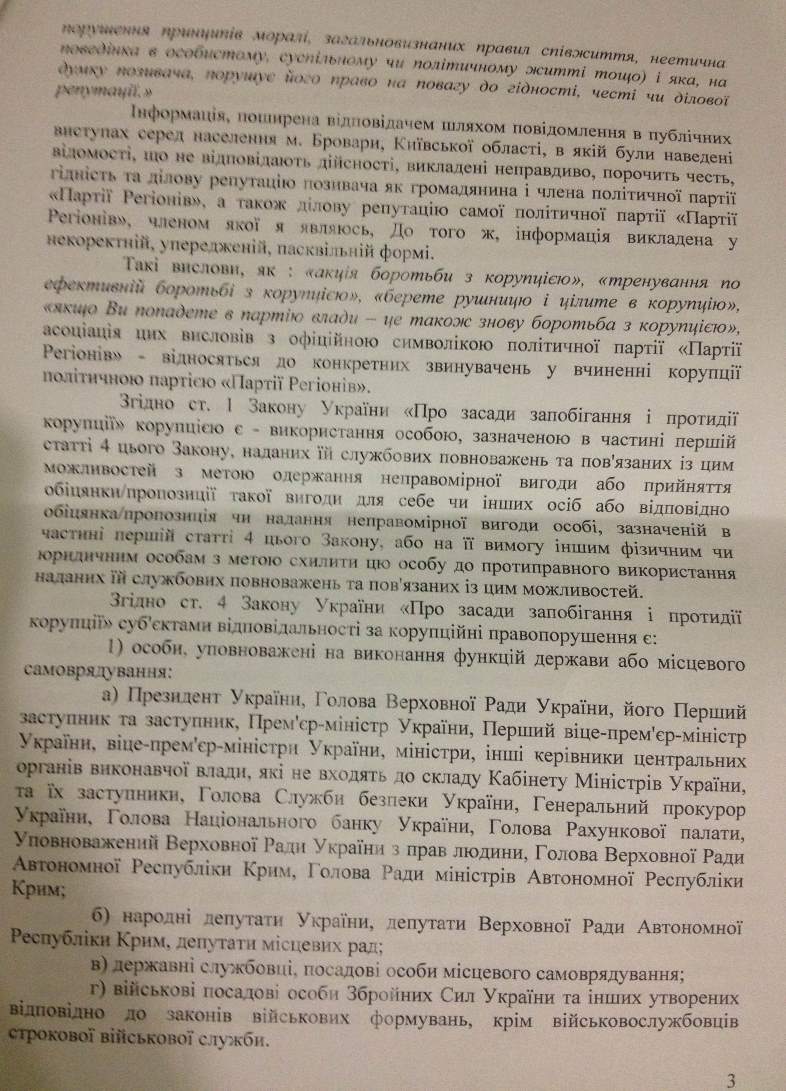 порушення принципів моралі, загальновизнаних правил співжиття, неетична
поведінка в особистому, суспільному чи політичному житті тощо) і яка, на
думку позивача, порушує його право на повагу до гідності, честі чи ділової
репутації.»
Інформація, поширена відповідачем шляхом повідомлення в публічних
виступах серед населення м. Бровари, Київської області, в якій були наведені
відомості, що не відповідають дійсності, викладені неправдиво, порочить честь,
гідність та ділову репутацію позивача як громадянина і члена політичної партії
«Партії Регіонів», а також ділову репутацію самої політичної партії «Партії
Регіонів», членом якої я являюсь, До того ж, інформація викладена у
некоректній, упередженій, пасквільній формі.
Такі вислови, як : «акція боротьби з корупцією», «тренування по
ефективній боротьбі з корупцією», «берете рушницю і цілите в корупцію»,
«якщо Ви попадете в партію влади – це також знову боротьба з корупцією»,
асоціація цих висловів з офіційною символікою політичної партії «Партії
Регіонів» - відносяться до конкретних звинувачень у вчиненні корупції
політичною партією «Партії Регіонів».
Згідно ст. 1 Закону України «Про засади запобігання і протидії
корупції» корупцією є - використання особою, зазначеною в частині першій
статті 4 цього Закону, наданих їй службових повноважень та пов'язаних із цим
можливостей з метою одержання неправомірної вигоди або прийняття
обіцянки/пропозиції такої вигоди для себе чи інших осіб або відповідно
обіцянка/пропозиція чи надання неправомірної вигоди особі, зазначеній в
частині першій статті 4 цього Закону, або на її вимогу іншим фізичним чи
юридичним особам з метою схилити цю особу до протиправного використання
наданих їй службових повноважень та пов'язаних із цим можливостей.
Згідно ст. 4 Закону України «Про засади запобігання і протидії
корупції» суб'єктами відповідальності за корупційні правопорушення є:
1) особи, уповноважені на виконання функцій держави або місцевого
самоврядування:
а) Президент України, Голова Верховної Ради України, його Перший
заступник та заступник, Прем'єр-міністр України, Перший віце-прем'єр-міністр
України, віце-прем'єр-міністри України, міністри, інші керівники центральних
органів виконавчої влади, які не входять до складу Кабінету Міністрів України,
та їх заступники, Голова Служби безпеки України, Генеральний прокурор
України, Голова Національного банку України, Голова Рахункової палати,
Уповноважений Верховної Ради України з прав людини, Голова Верховної Ради
Автономної Республіки Крим, Голова Ради міністрів Автономної Республіки
Крим;
б) народні депутати України, депутати Верховної Ради Автономної
Республіки Крим, депутати місцевих рад;
в) державні службовці, посадові особи місцевого самоврядування;
г) військові посадові особи Збройних Сил України та інших утворених
відповідно до законів військових формувань, крім військовослужбовців
строкової військової служби.
3